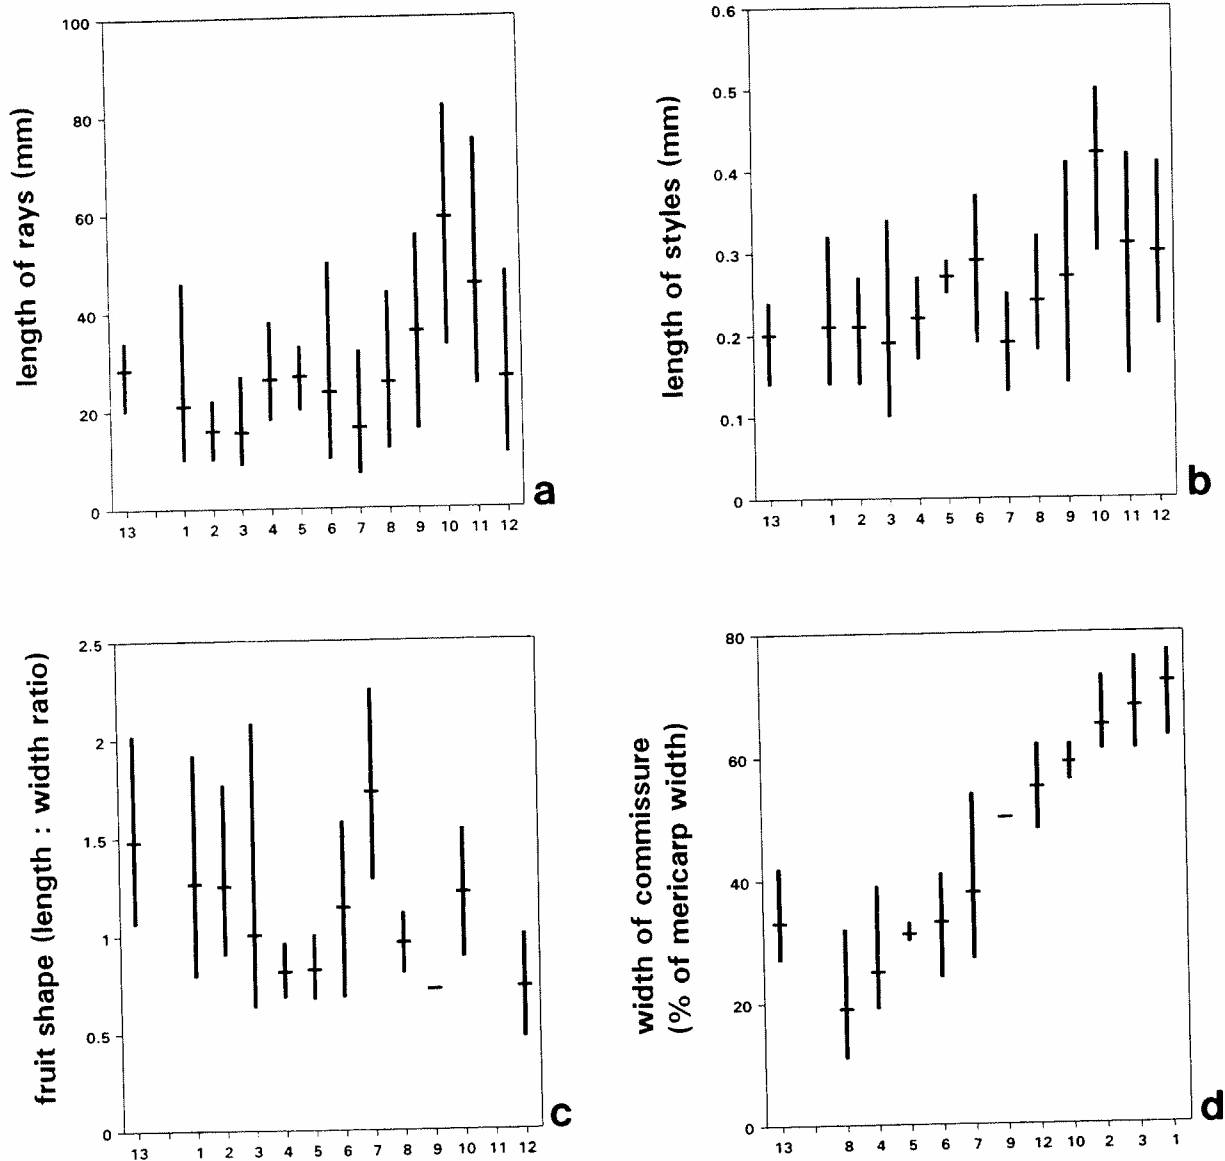 length of rays (mm)
100
80
60
40
20
0
13 1 2 3 4 5 6 7 8 9 10 11 12
a
length of styles (mm)
0.6
0.5
0.4
0.3
0.2
0.1
0
13 1 2 3 4 5 6 7 8 9 10 11 12
b
fruit shape (length : width ratio)
2.5
2
1.5
1
0.5
0
13 1 2 3 4 5 6 7 8 9 10 11 12
c
width of commissure
(% of mericarp width)
80
60
40
20
0
13 8 4 5 6 7 9 12 10 2 3 1
d